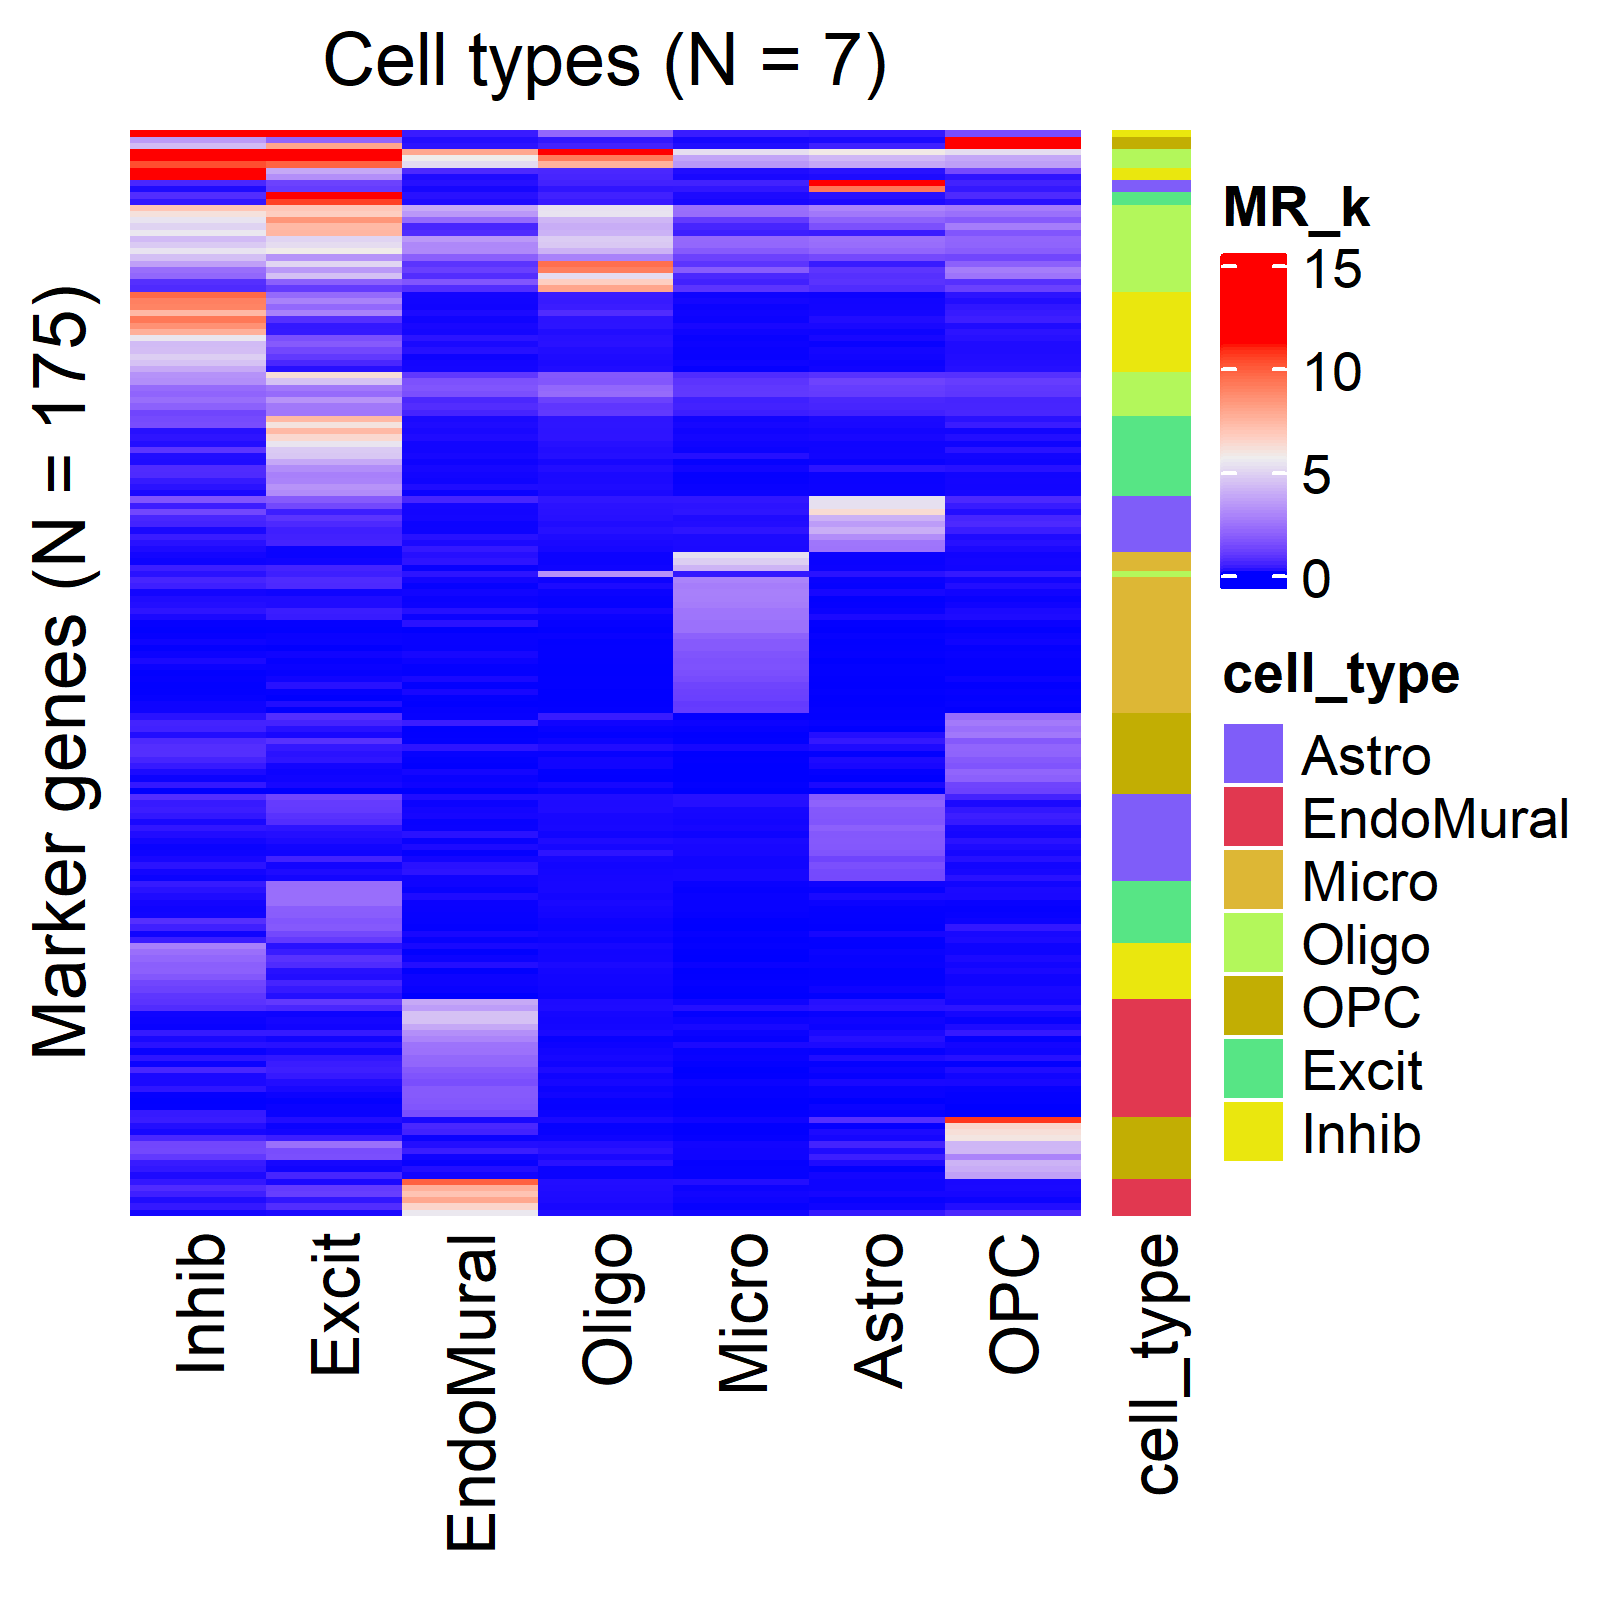 Cell types (N = 7)
Marker genes (N = 175)
MR_k
15
10
5
0
cell_type
Astro
EndoMural
Micro
Oligo
OPC
Excit
Inhib
Inhib
Excit
EndoMural
Oligo
Micro
Astro
OPC
cell_type